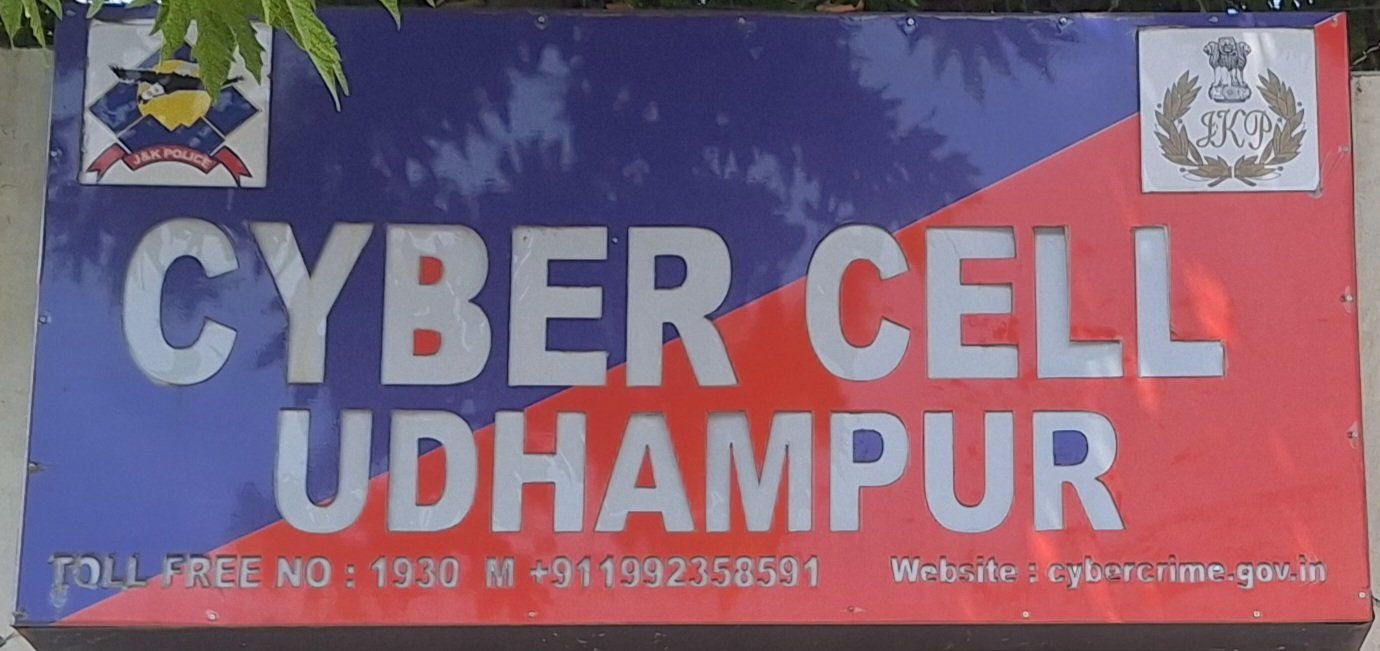 J&K POLICE
JKP
CYBER CELL
UDHAMPUR
TOLL FREE NO : 1930 M +911992358591 Website : cybercrime.gov.in